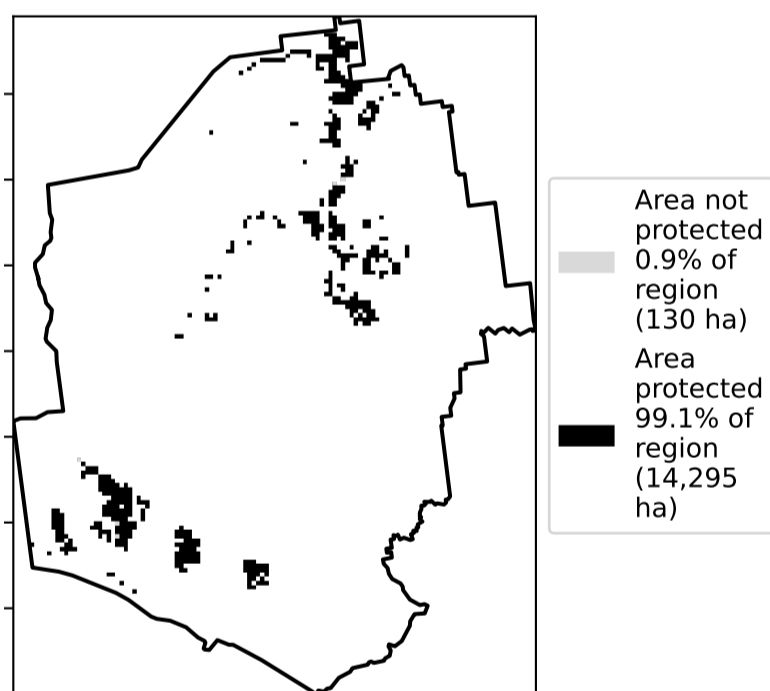 Area not
protected
0.9% of
region
(130 ha)
Area
protected
99.1% of
region
(14,295
ha)